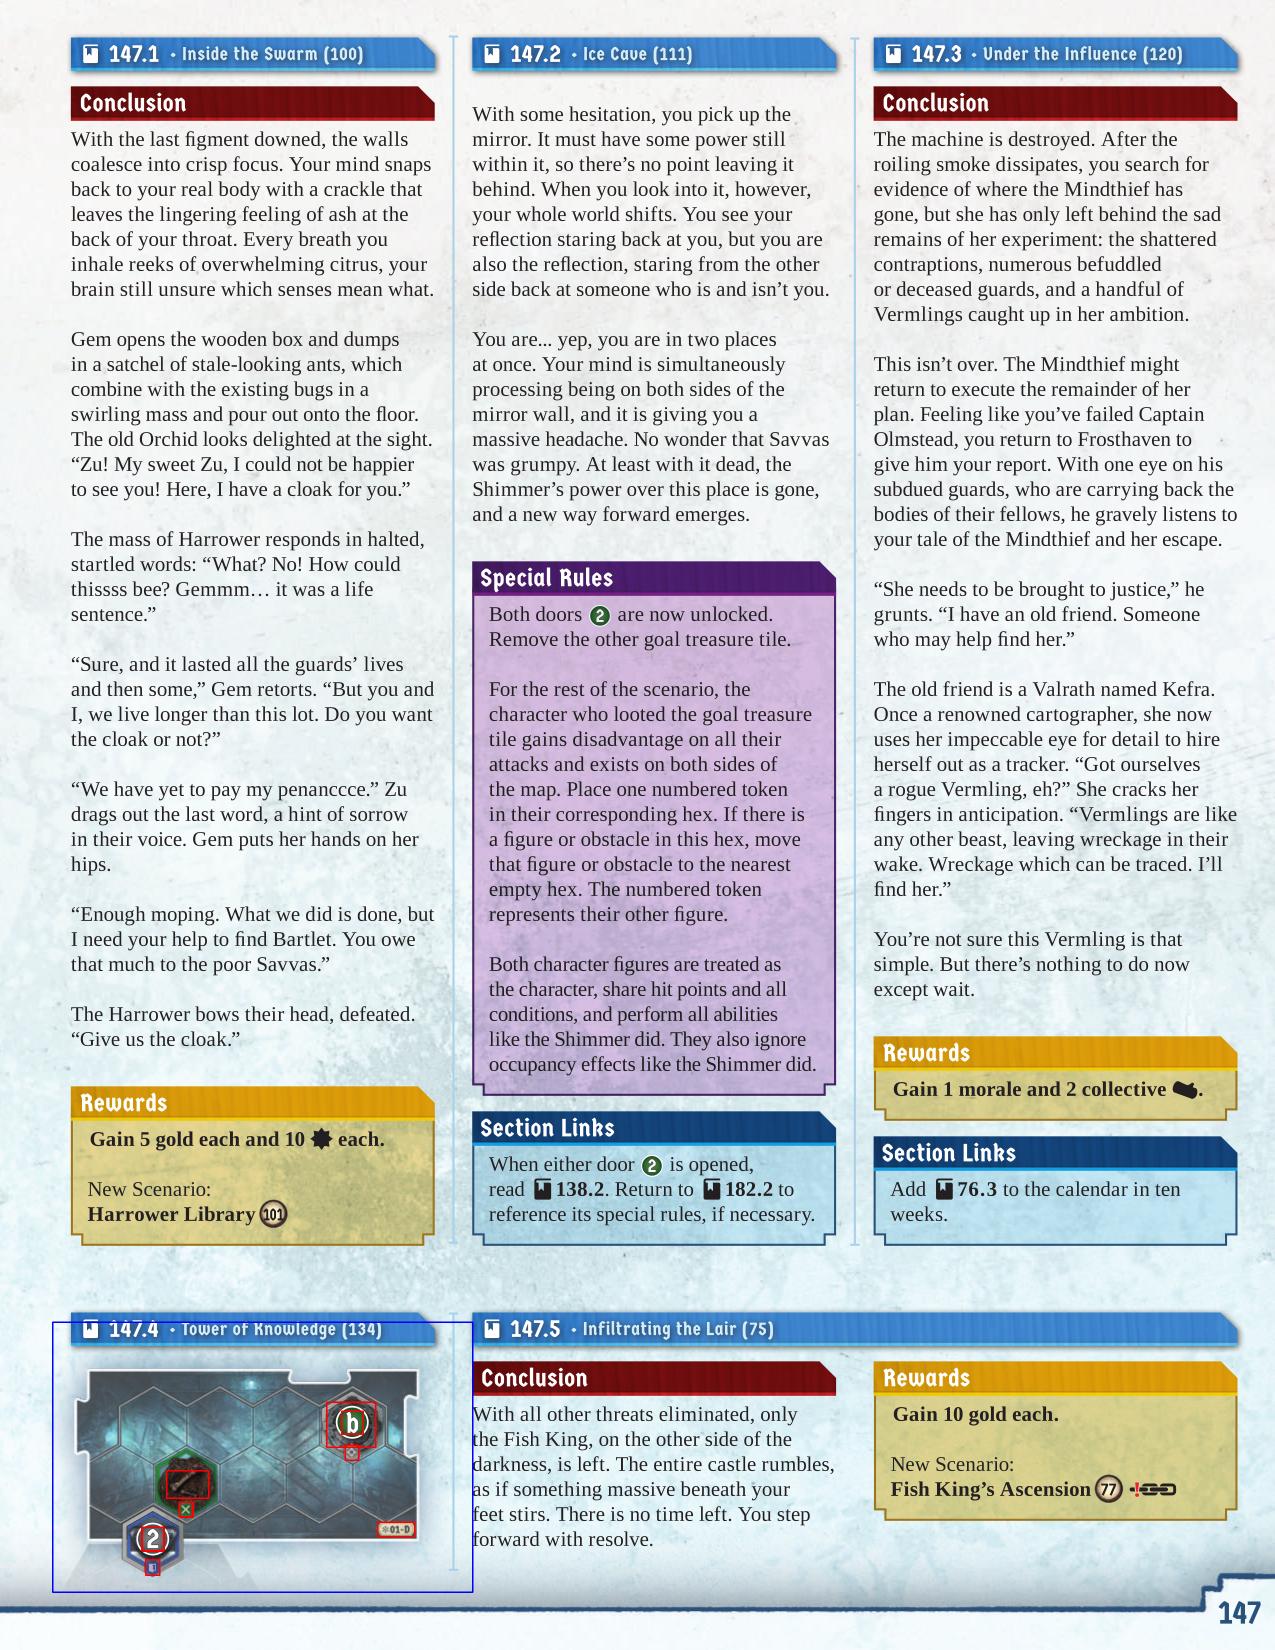 147.1 • Inside the Swarm (100)
Conclusion
With the last figment downed, the walls
coalesce into crisp focus. Your mind snaps
back to your real body with a crackle that
leaves the lingering feeling of ash at the
back of your throat. Every breath you
inhale reeks of overwhelming citrus, your
brain still unsure which senses mean what.
Gem opens the wooden box and dumps
in a satchel of stale-looking ants, which
combine with the existing bugs in a
swirling mass and pour out onto the floor.
The old Orchid looks delighted at the sight.
“Zu! My sweet Zu, I could not be happier
to see you! Here, I have a cloak for you.”
The mass of Harrower responds in halted,
startled words: “What? No! How could
thissss bee? Gemmm… it was a life
sentence.”
“Sure, and it lasted all the guards’ lives
and then some,” Gem retorts. “But you and
I, we live longer than this lot. Do you want
the cloak or not?”
“We have yet to pay my penanccce.” Zu
drags out the last word, a hint of sorrow
in their voice. Gem puts her hands on her
hips.
“Enough moping. What we did is done, but
I need your help to find Bartlet. You owe
that much to the poor Savvas.”
The Harrower bows their head, defeated.
“Give us the cloak.”
Rewards
Gain 5 gold each and 10 each.
New Scenario:
Harrower Library 101
147.2 • Ice Cave (111)
With some hesitation, you pick up the
mirror. It must have some power still
within it, so there’s no point leaving it
behind. When you look into it, however,
your whole world shifts. You see your
reflection staring back at you, but you are
also the reflection, staring from the other
side back at someone who is and isn’t you.
You are... yep, you are in two places
at once. Your mind is simultaneously
processing being on both sides of the
mirror wall, and it is giving you a
massive headache. No wonder that Savvas
was grumpy. At least with it dead, the
Shimmer’s power over this place is gone,
and a new way forward emerges.
Special Rules
Both doors 2 are now unlocked.
Remove the other goal treasure tile.
For the rest of the scenario, the
character who looted the goal treasure
tile gains disadvantage on all their
attacks and exists on both sides of
the map. Place one numbered token
in their corresponding hex. If there is
a figure or obstacle in this hex, move
that figure or obstacle to the nearest
empty hex. The numbered token
represents their other figure.
Both character figures are treated as
the character, share hit points and all
conditions, and perform all abilities
like the Shimmer did. They also ignore
occupancy effects like the Shimmer did.
Section Links
When either door 2 is opened,
read 138.2. Return to 182.2 to
reference its special rules, if necessary.
147.3 • Under the Influence (120)
Conclusion
The machine is destroyed. After the
roiling smoke dissipates, you search for
evidence of where the Mindthief has
gone, but she has only left behind the sad
remains of her experiment: the shattered
contraptions, numerous befuddled
or deceased guards, and a handful of
Vermlings caught up in her ambition.
This isn’t over. The Mindthief might
return to execute the remainder of her
plan. Feeling like you’ve failed Captain
Olmstead, you return to Frosthaven to
give him your report. With one eye on his
subdued guards, who are carrying back the
bodies of their fellows, he gravely listens to
your tale of the Mindthief and her escape.
“She needs to be brought to justice,” he
grunts. “I have an old friend. Someone
who may help find her.”
The old friend is a Valrath named Kefra.
Once a renowned cartographer, she now
uses her impeccable eye for detail to hire
herself out as a tracker. “Got ourselves
a rogue Vermling, eh?” She cracks her
fingers in anticipation. “Vermlings are like
any other beast, leaving wreckage in their
wake. Wreckage which can be traced. I’ll
find her.”
You’re not sure this Vermling is that
simple. But there’s nothing to do now
except wait.
Rewards
Gain 1 morale and 2 collective .
Section Links
Add 76.3 to the calendar in ten
weeks.
147.4 • Tower of Knowledge (134)
b
2
01-D
147.5 • Infiltrating the Lair (75)
Conclusion
With all other threats eliminated, only
the Fish King, on the other side of the
darkness, is left. The entire castle rumbles,
as if something massive beneath your
feet stirs. There is no time left. You step
forward with resolve.
Rewards
Gain 10 gold each.
New Scenario:
Fish King’s Ascension 77
147